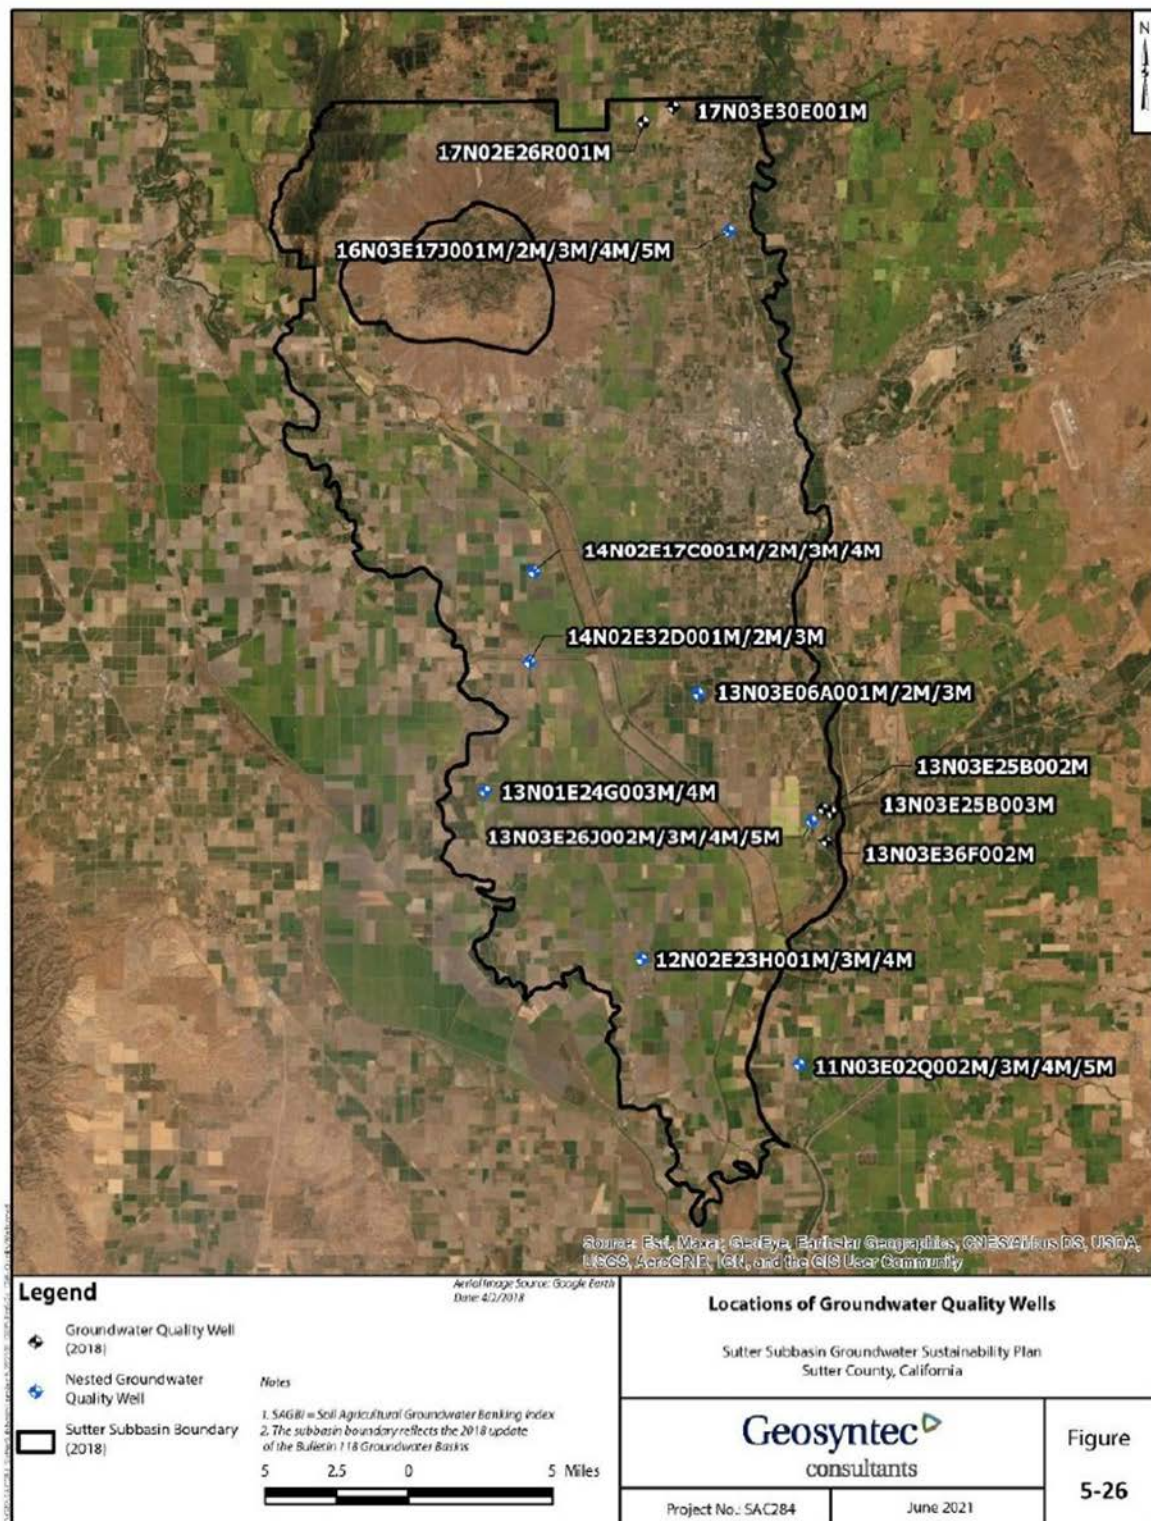 N
17N03E30E001M
17N02E26R001M
16N03E17J001M/2M/3M/4M/5M
14N02E17C001M/2M/3M/4M
14N02E32D001M/2M/3M
13N03E06A001M/2M/3M
13N03E25B002M
13N01E24G003M/4M
13N03E25B003M
13N03E26J002M/3M/4M/5M
13N03E36F002M
12N02E23H001M/3M/4M
11N03E02Q002M/3M/4M/5M
Source: Esri, Maxar, GeoEye, Earthstar Geographics, CNES/Airbus DS, USDA,
USGS, AeroGRID, IGN, and the GIS User Community
Legend
Groundwater Quality Well
(2018)
Nested Groundwater
Quality Well
Sutter Subbasin Boundary
(2018)
Aerial Image Source: Google Earth
Date: 4/2/2018
Notes
1. SAGBI = Soil Agricultural Groundwater Banking Index
2. The subbasin boundary reflects the 2018 update
of the Bulletin 118 Groundwater Basins
5 2.5 0 5 Miles
Locations of Groundwater Quality Wells
Sutter Subbasin Groundwater Sustainability Plan
Sutter County, California
Geosyntec
consultants
Project No.: SAC284
June 2021
Figure
5-26